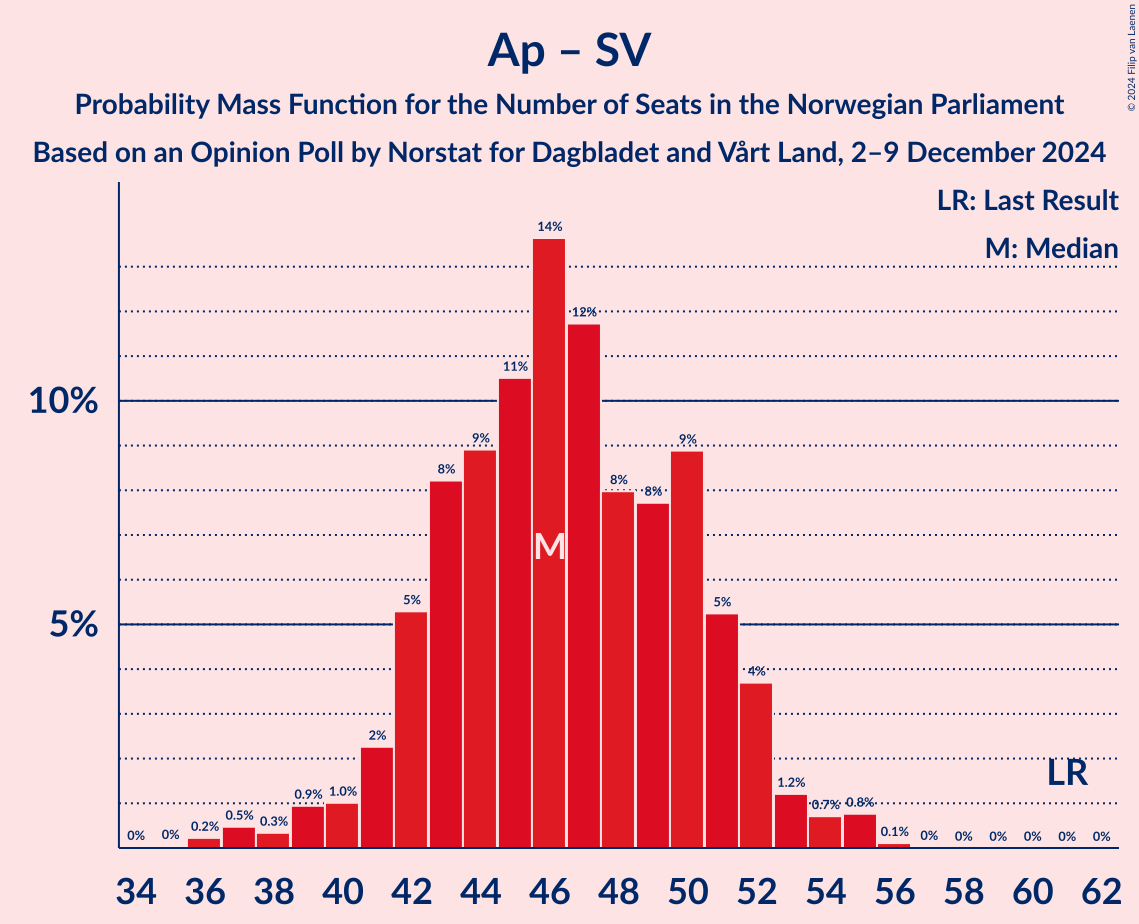 © 2024 Filip van Laenen
Ap – SV
Probability Mass Function for the Number of Seats in the Norwegian Parliament
Based on an Opinion Poll by Norstat for Dagbladet and Vårt Land, 2–9 December 2024
LR: Last Result
M: Median
10%
5%
0% 0% 0.2% 0.5% 0.3% 0.9% 1.0% 2% 5% 8% 9% 11% 14% 12% 8% 8% 9% 5% 4% 1.2% 0.7% 0.8% 0.1% 0% 0% 0% 0% 0% 0%
M
LR
34 36 38 40 42 44 46 48 50 52 54 56 58 60 62